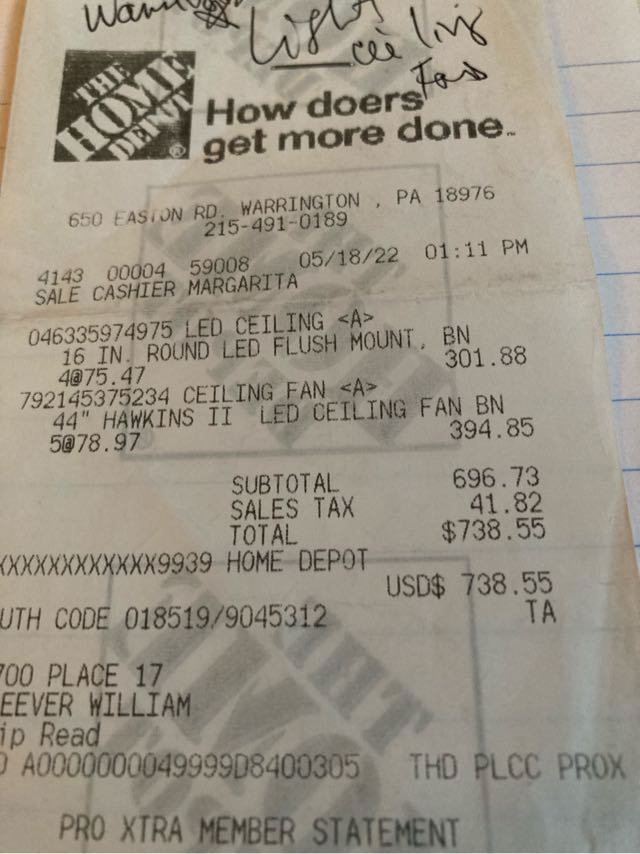 Light
ceiling
Fans
THE
HOME
DEPOT
How doers
get more done.™
650 EASTON RD. WARRINGTON , PA 18976
215-491-0189
4143 00004 59008 05/18/22 01:11 PM
SALE CASHIER MARGARITA
046335974975 LED CEILING <A>
16 IN. ROUND LED FLUSH MOUNT, BN
4@75.47 301.88
792145375234 CEILING FAN <A>
44" HAWKINS II LED CEILING FAN BN
5@78.97 394.85
SUBTOTAL 696.73
SALES TAX 41.82
TOTAL $738.55
XXXXXXXXXXXX9939 HOME DEPOT
USD$ 738.55
UTH CODE 018519/9045312 TA
700 PLACE 17
EEVER WILLIAM
ip Read
D A0000000049999D8400305 THD PLCC PROX
PRO XTRA MEMBER STATEMENT